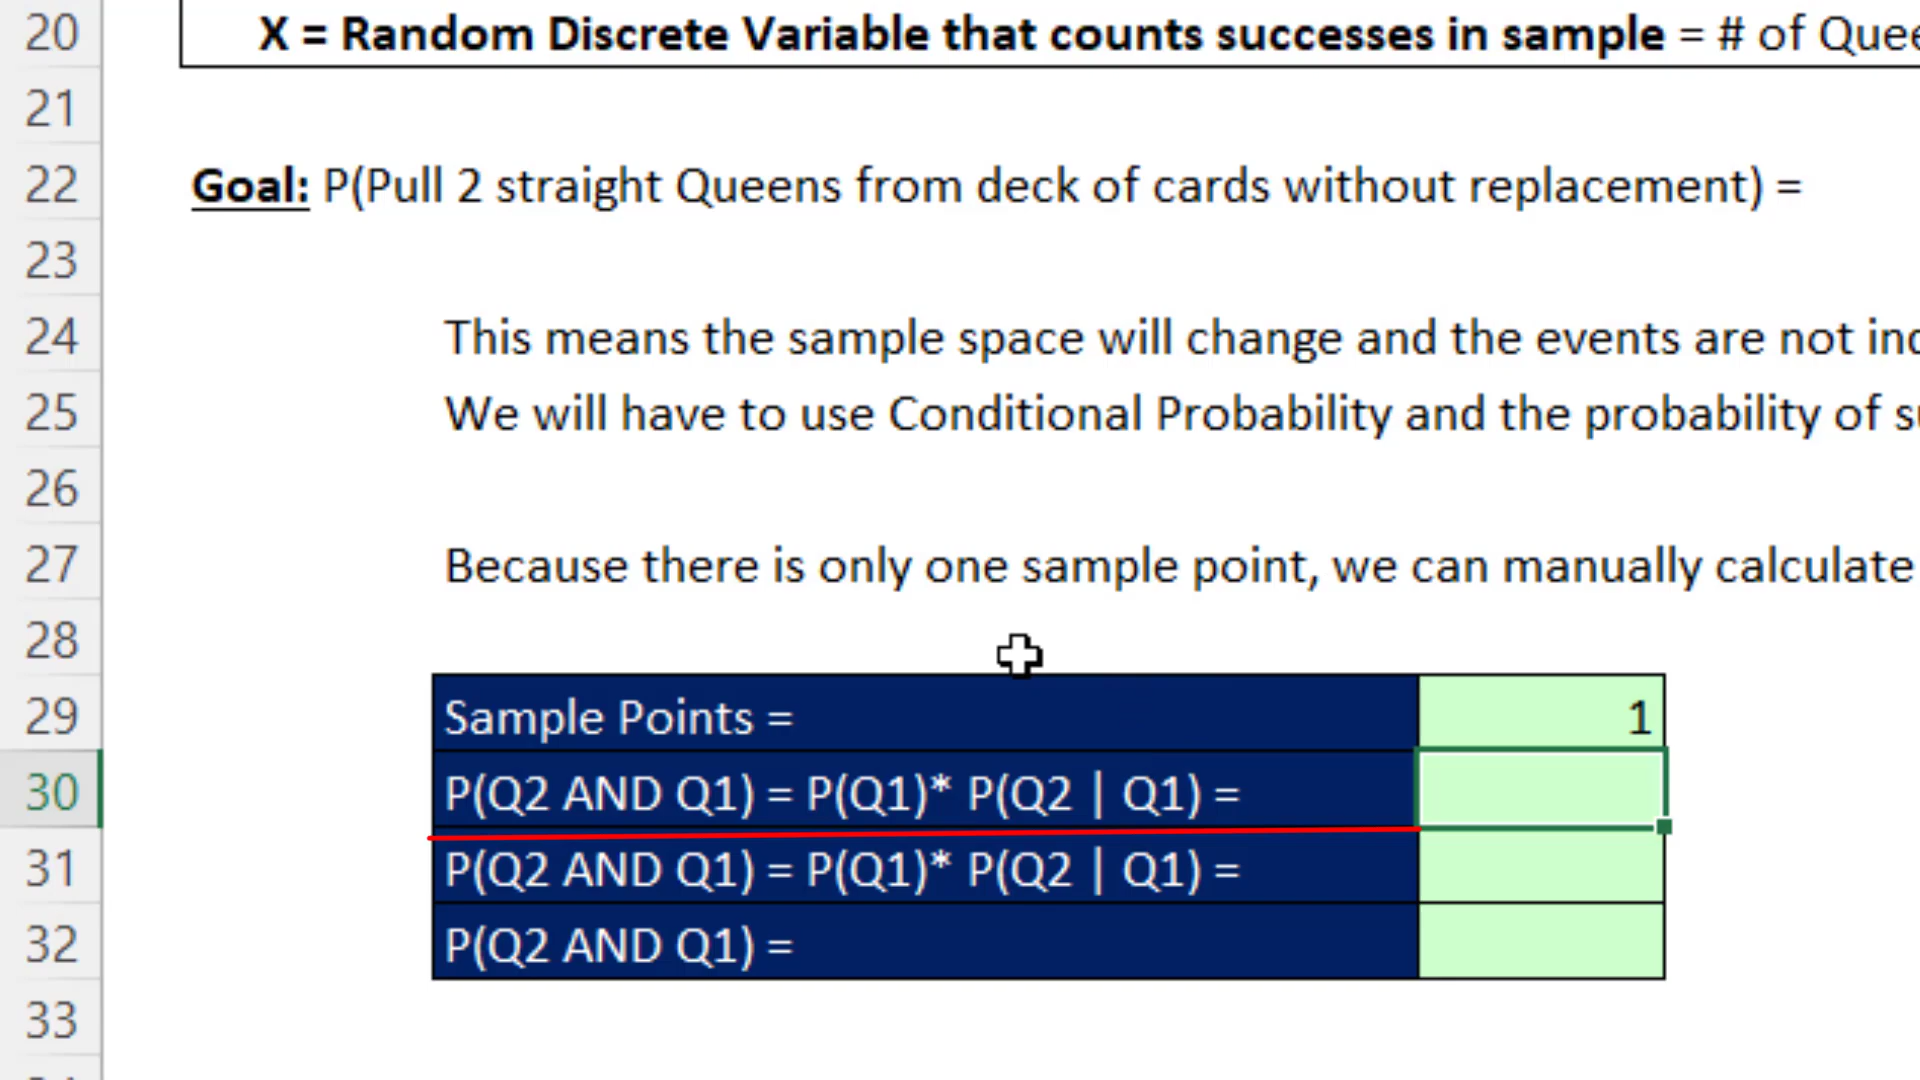 20 X = Random Discrete Variable that counts successes in sample = # of
21
22 Goal: P(Pull 2 straight Queens from deck of cards without replacement) =
23
24 This means the sample space will change and the events are not
25 We will have to use Conditional Probability and the probability of
26
27 Because there is only one sample point, we can manually calculate
28
29 Sample Points = 1
30 P(Q2 AND Q1) = P(Q1)* P(Q2 | Q1) =
31 P(Q2 AND Q1) = P(Q1)* P(Q2 | Q1) =
32 P(Q2 AND Q1) =
33